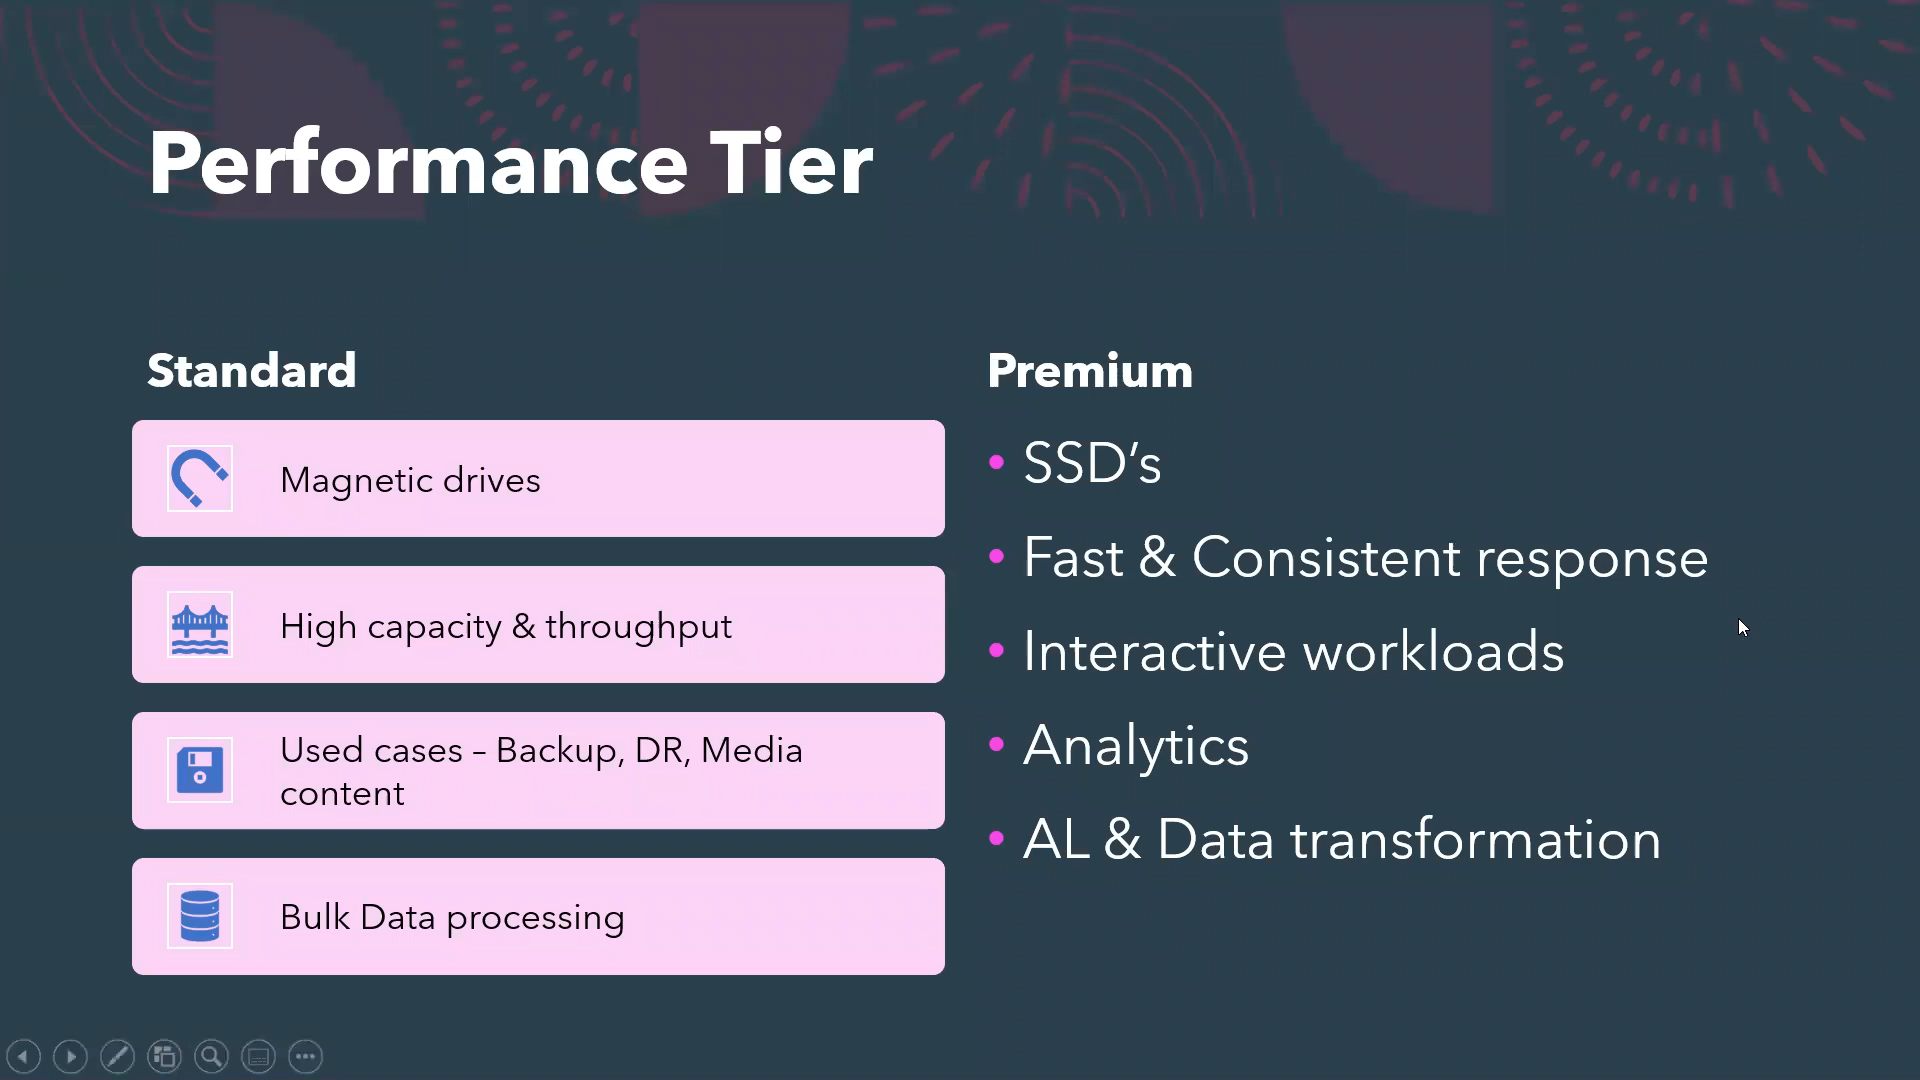 Performance Tier
Standard
Magnetic drives
High capacity & throughput
Used cases – Backup, DR, Media
content
Bulk Data processing
Premium
• SSD’s
• Fast & Consistent response
• Interactive workloads
• Analytics
• AL & Data transformation